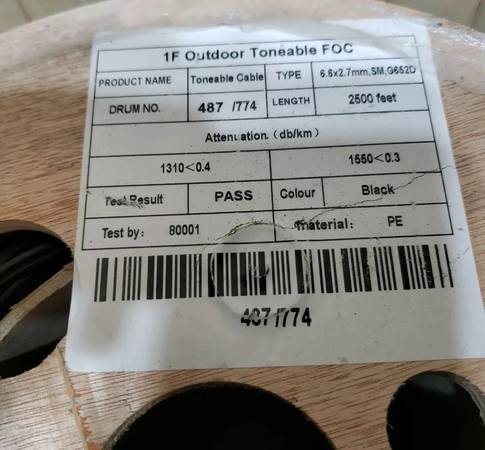 1F Outdoor Toneable FOC
PRODUCT NAME Toneable Cable TYPE 6.6x2.7mm,SM,G652D
DRUM NO. 487 /774 LENGTH 2500 feet
Attenuation (db/km)
1310<0.4 1550<0.3
Test Result PASS Colour Black
Test by: 80001 material: PE
487 /774